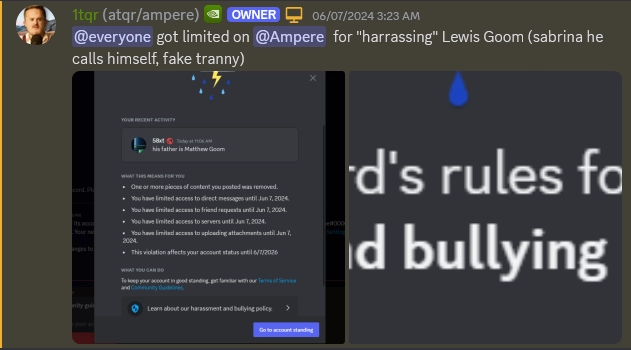 1tqr (atqr/ampere) OWNER 06/07/2024 3:23 AM
@everyone got limited on @Ampere for "harrassing" Lewis Goom (sabrina he
calls himself, fake tranny)
YOUR RECENT ACTIVITY
58xt Today at 11:06 AM
his father is Matthew Goom
WHAT THIS MEANS FOR YOU
• One or more pieces of content you posted was removed.
• You have limited access to direct messages until Jun 7, 2024.
• You have limited access to friend requests until Jun 7, 2024.
• You have limited access to servers until Jun 7, 2024.
• You have limited access to uploading attachments until Jun 7,
2024.
• This violation affects your account status until 6/7/2026
WHAT YOU CAN DO
To keep your account in good standing, get familiar with our Terms of Service
and Community Guidelines.
Learn about our harassment and bullying policy.
Go to account standing
rd's rules fo
d bullying